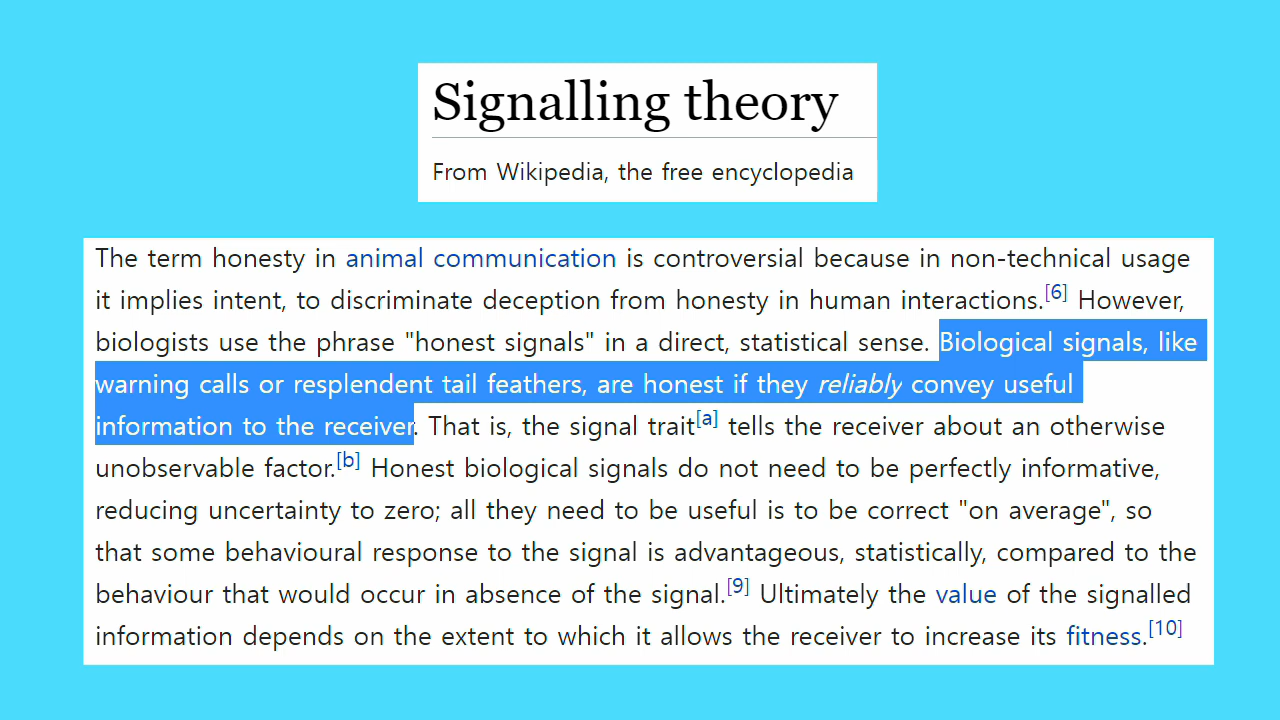 Signalling theory
From Wikipedia, the free encyclopedia
The term honesty in animal communication is controversial because in non-technical usage
it implies intent, to discriminate deception from honesty in human interactions.[6] However,
biologists use the phrase "honest signals" in a direct, statistical sense. Biological signals, like
warning calls or resplendent tail feathers, are honest if they reliably convey useful
information to the receiver. That is, the signal trait[a] tells the receiver about an otherwise
unobservable factor.[b] Honest biological signals do not need to be perfectly informative,
reducing uncertainty to zero; all they need to be useful is to be correct "on average", so
that some behavioural response to the signal is advantageous, statistically, compared to the
behaviour that would occur in absence of the signal.[9] Ultimately the value of the signalled
information depends on the extent to which it allows the receiver to increase its fitness.[10]